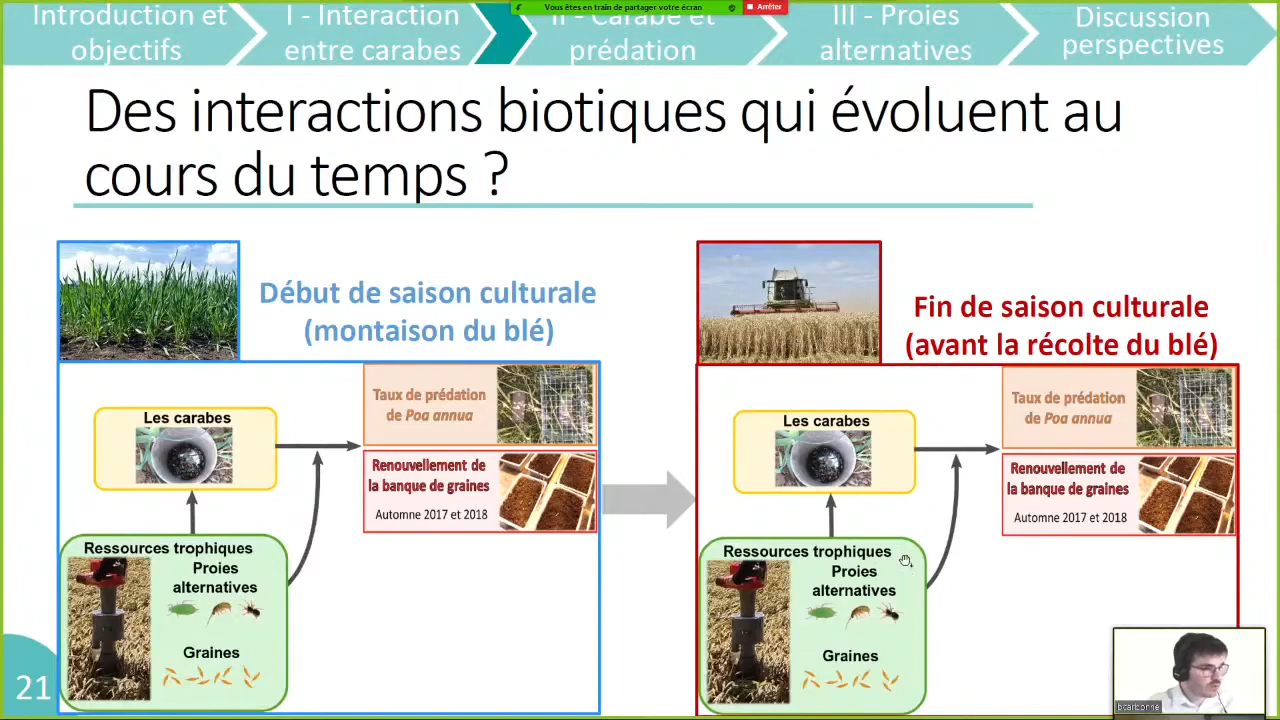 Introduction et
objectifs
I - Interaction
entre carabes
II - Carabe et
prédation
III - Proies
alternatives
Discussion
perspectives
Vous êtes en train de partager votre écran
Arrêter
Des interactions biotiques qui évoluent au
cours du temps ?
Début de saison culturale
(montaison du blé)
Les carabes
Taux de prédation
de Poa annua
Renouvellement de
la banque de graines
Automne 2017 et 2018
Ressources trophiques
Proies
alternatives
Graines
Fin de saison culturale
(avant la récolte du blé)
Les carabes
Taux de prédation
de Poa annua
Renouvellement de
la banque de graines
Automne 2017 et 2018
Ressources trophiques
Proies
alternatives
Graines
21
bcarbonne